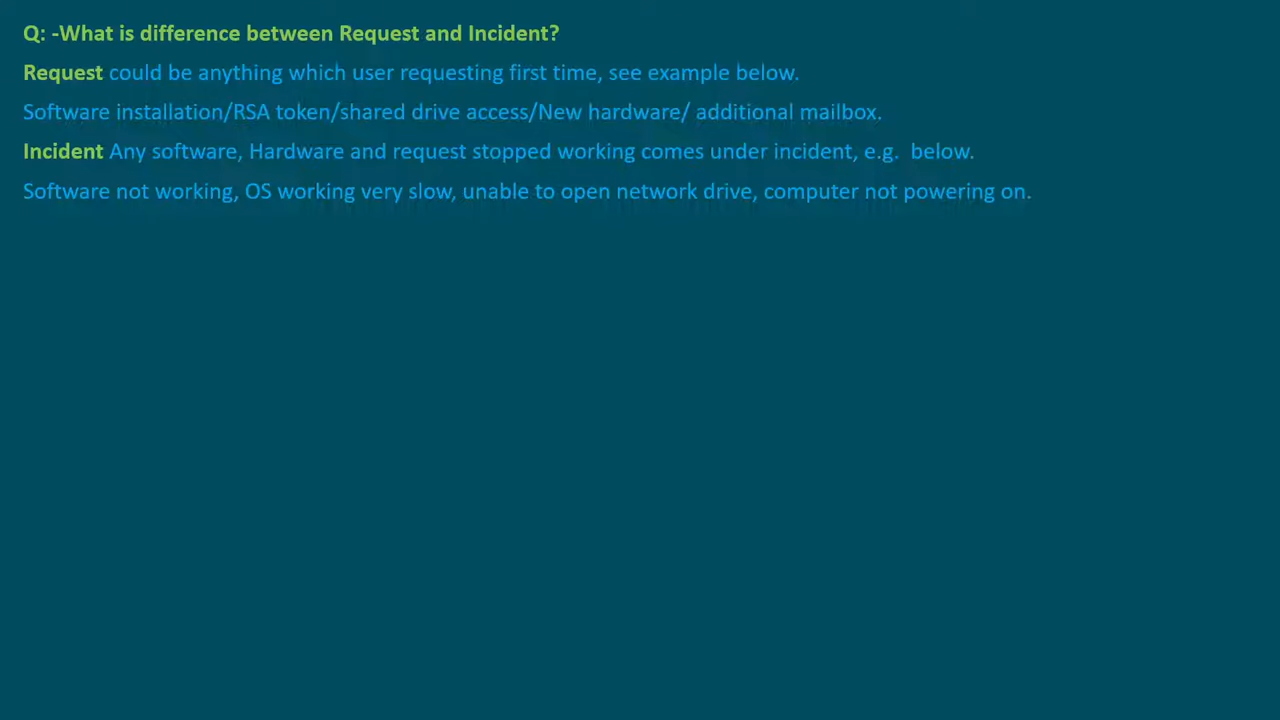 Q: -What is difference between Request and Incident?
Request could be anything which user requesting first time, see example below.
Software installation/RSA token/shared drive access/New hardware/ additional mailbox.
Incident Any software, Hardware and request stopped working comes under incident, e.g.  below.
Software not working, OS working very slow, unable to open network drive, computer not powering on.